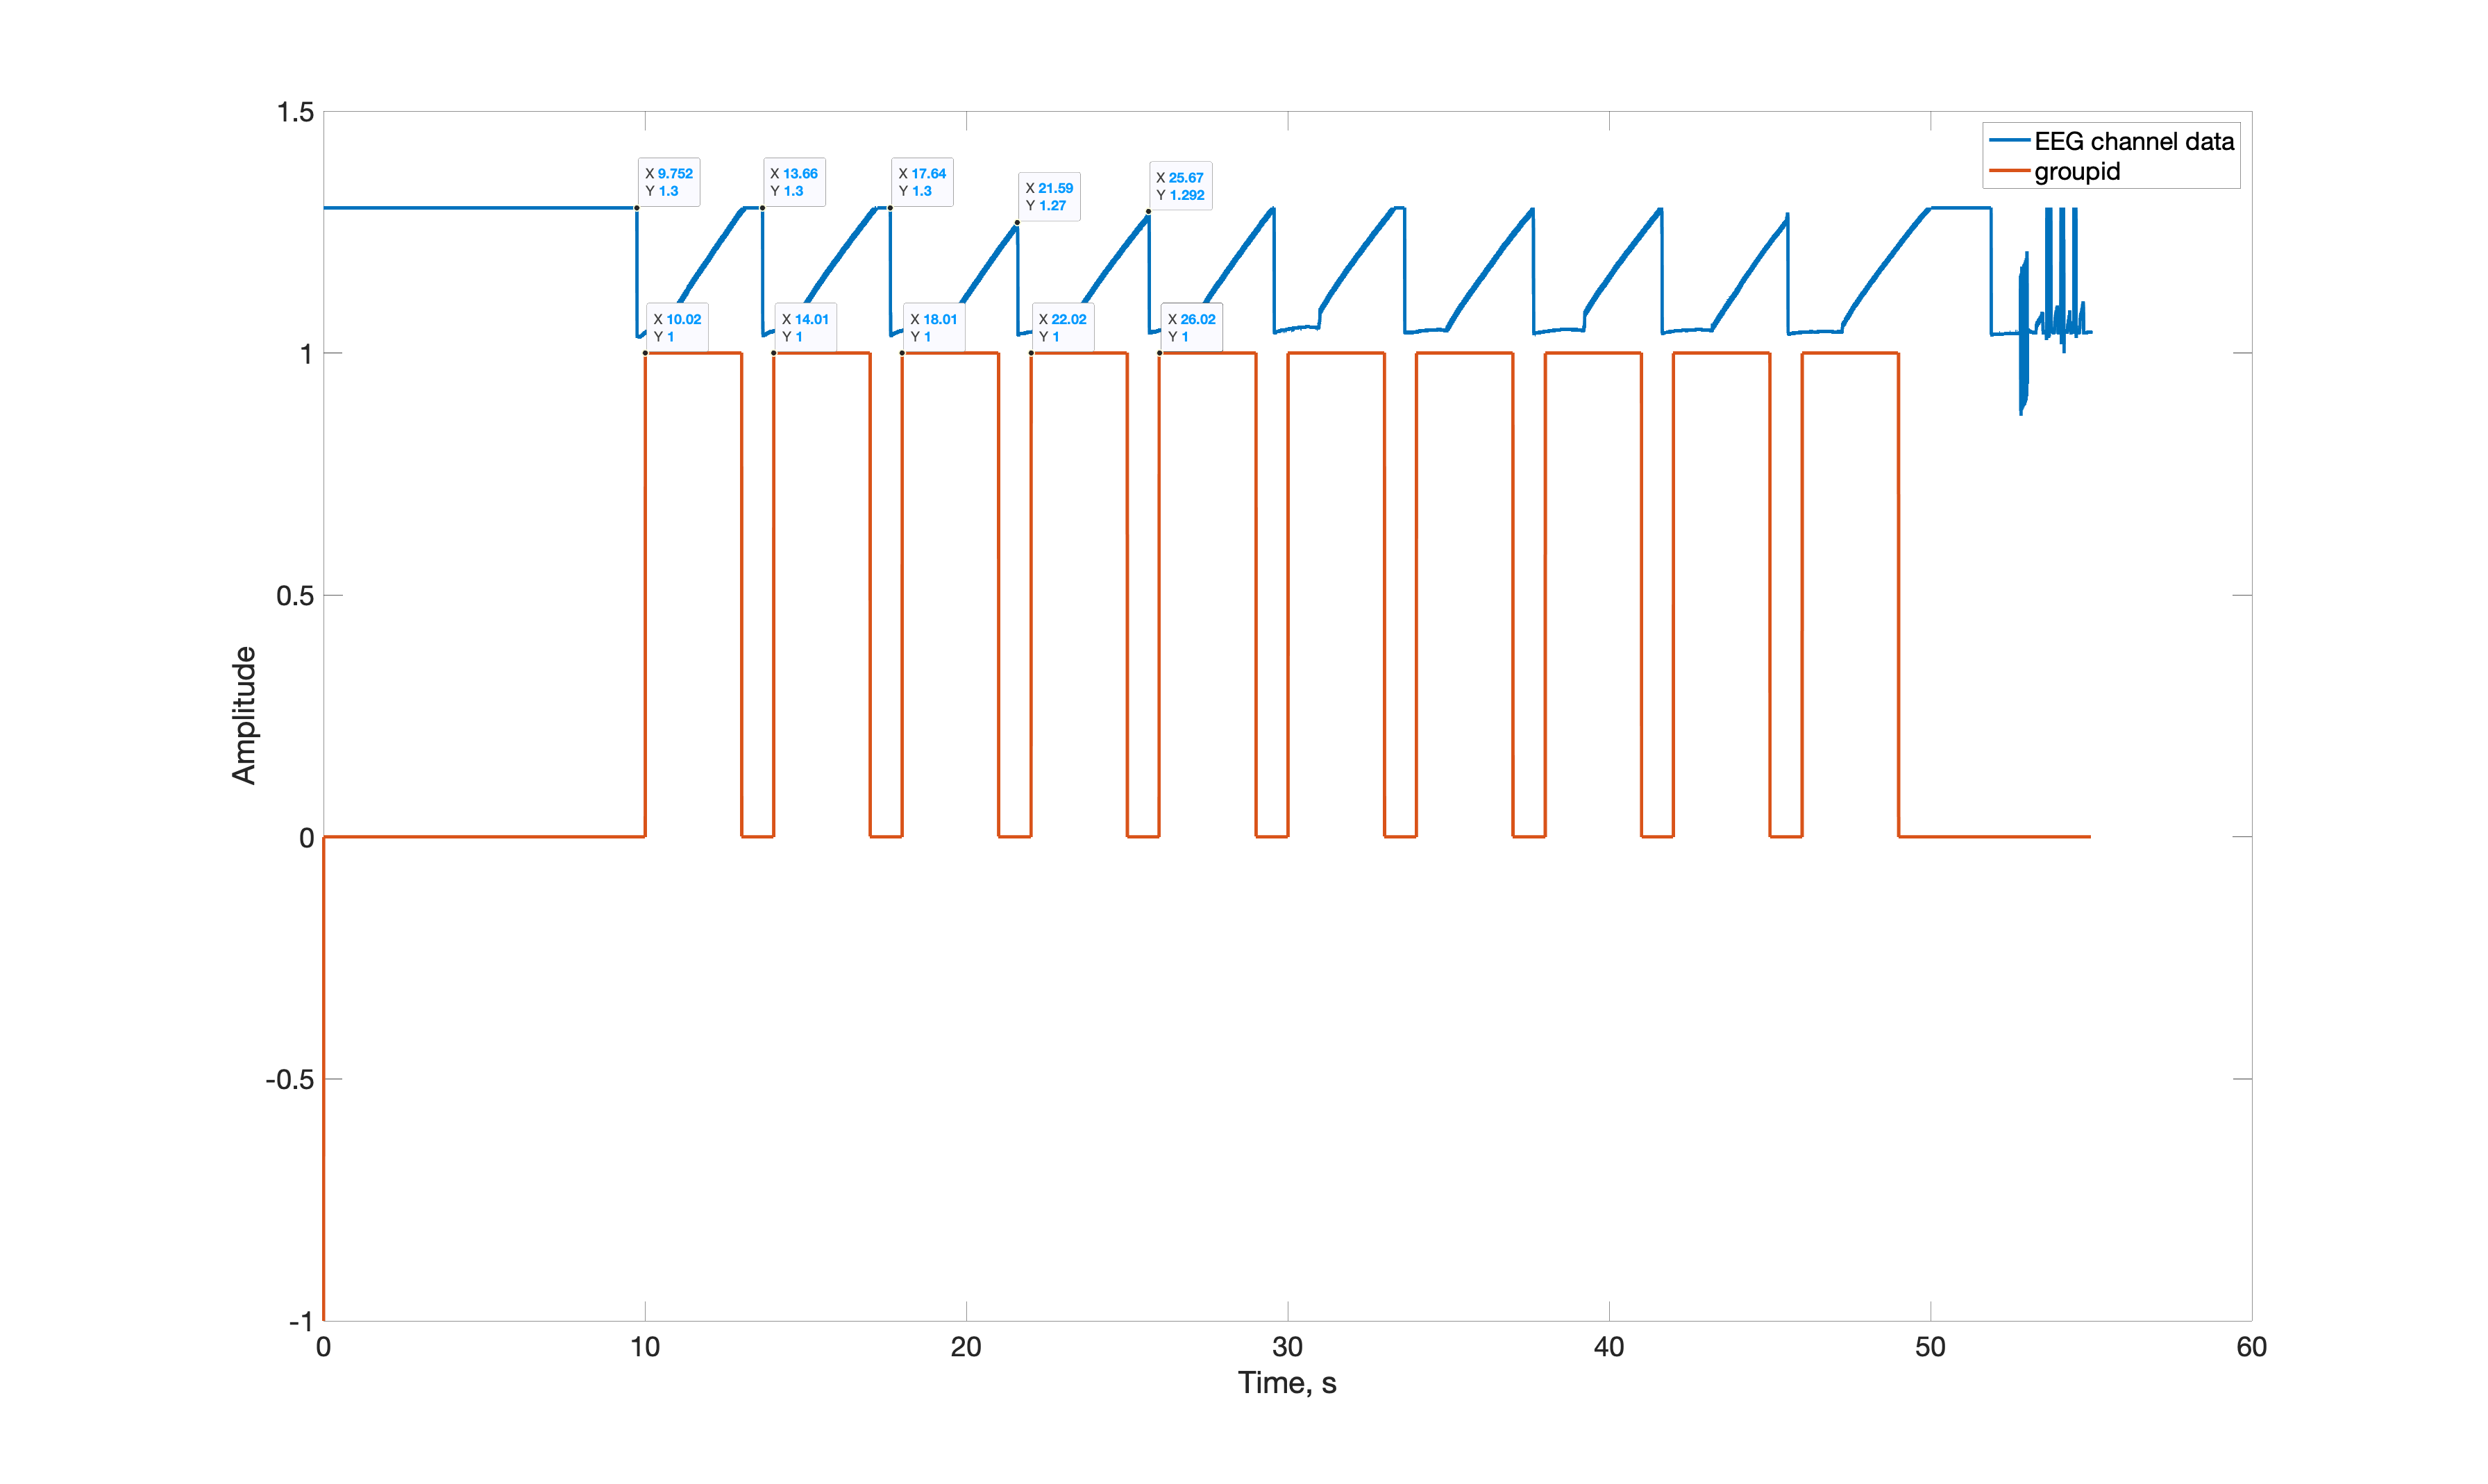 1.5
1
0.5
0
-0.5
-1
Amplitude
EEG channel data
groupid
X 9.752
Y 1.3
X 13.66
Y 1.3
X 17.64
Y 1.3
X 21.59
Y 1.27
X 25.67
Y 1.292
X 10.02
Y 1
X 14.01
Y 1
X 18.01
Y 1
X 22.02
Y 1
X 26.02
Y 1
0 10 20 30 40 50 60
Time, s